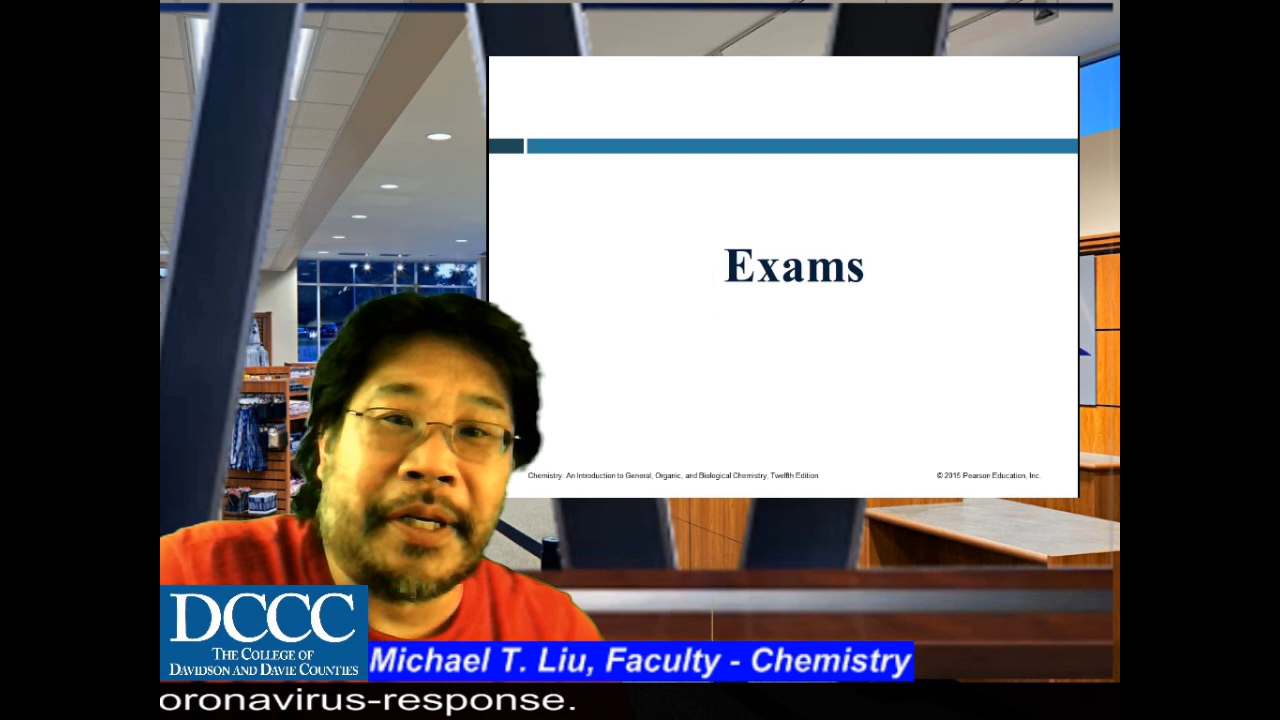 Exams
Chemistry: An Introduction to General, Organic, and Biological Chemistry, Twelfth Edition
© 2015 Pearson Education, Inc.
DCCC
THE COLLEGE OF
DAVIDSON AND DAVIE COUNTIES
Michael T. Liu, Faculty - Chemistry
oronavirus-response.